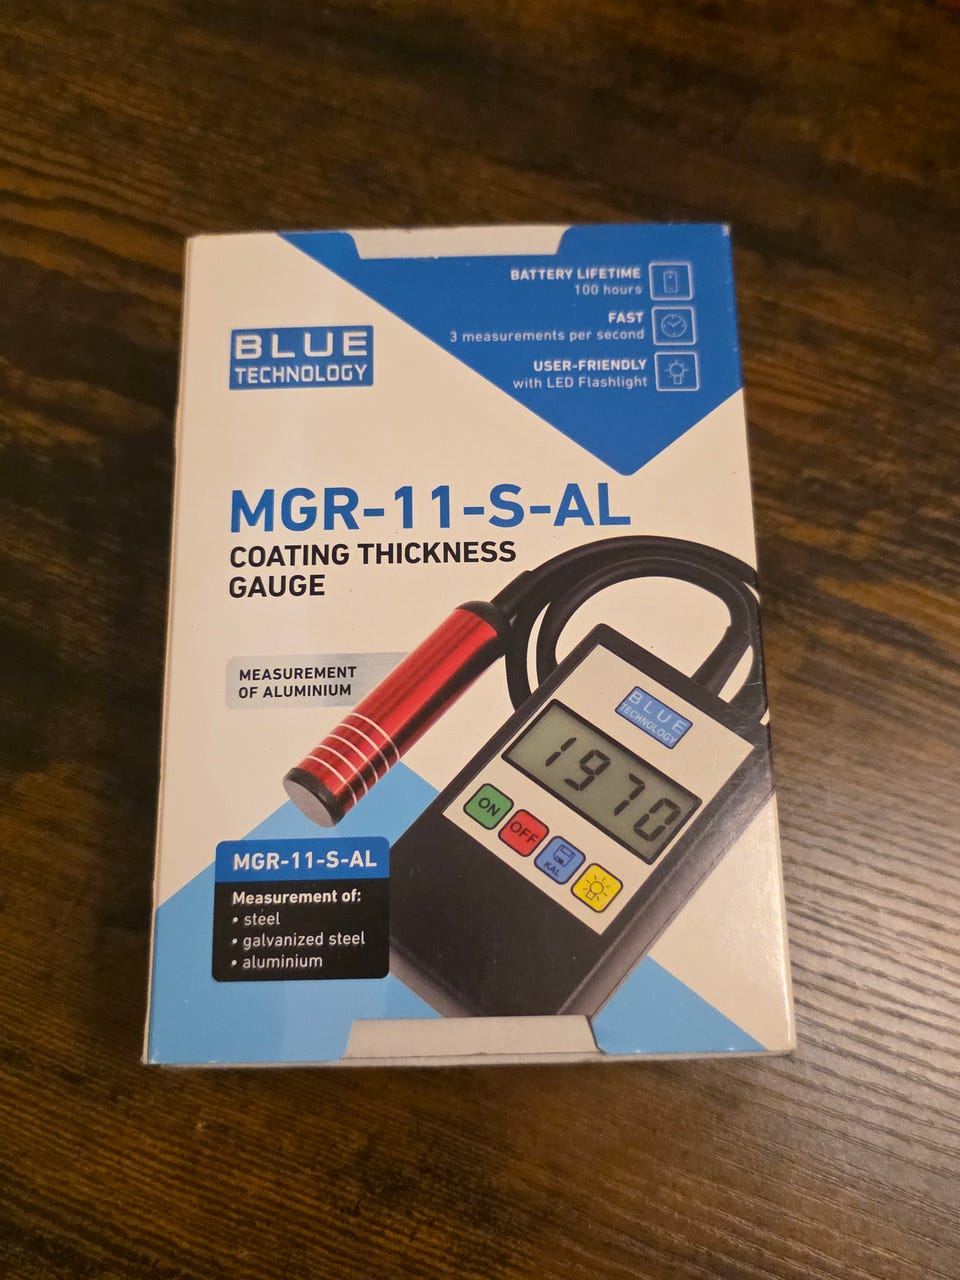 BATTERY LIFETIME
100 hours
FAST
3 measurements per second
USER-FRIENDLY
with LED Flashlight
BLUE
TECHNOLOGY
MGR-11-S-AL
COATING THICKNESS
GAUGE
MEASUREMENT
OF ALUMINIUM
BLUE
TECHNOLOGY
1970
ON
OFF
KAL
MGR-11-S-AL
Measurement of:
• steel
• galvanized steel
• aluminium